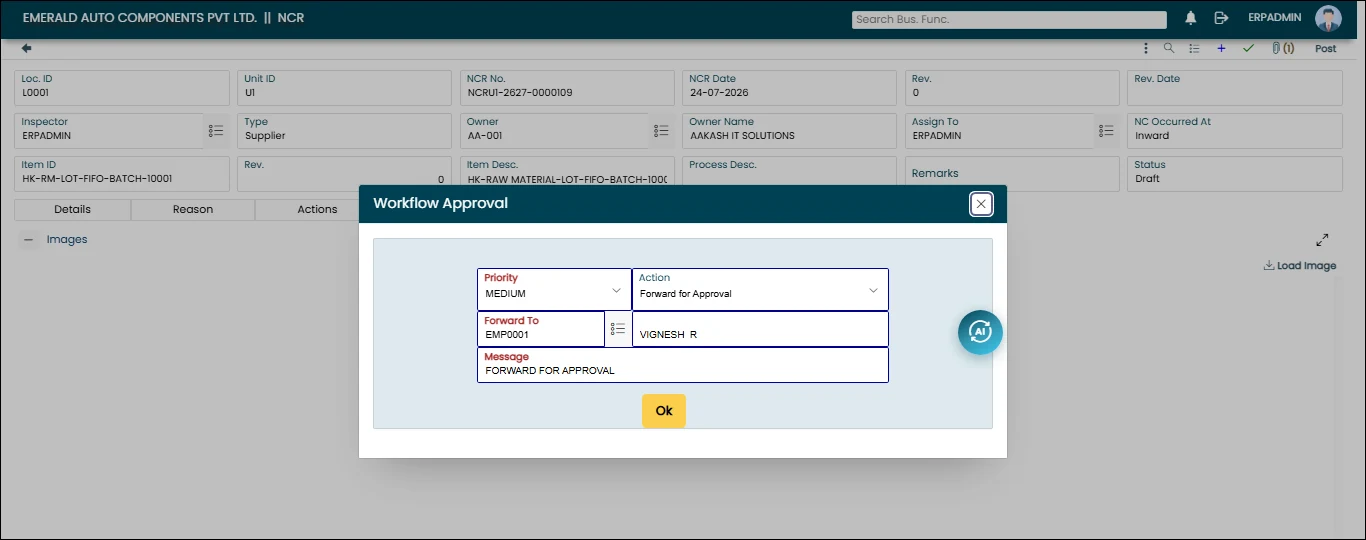 EMERALD AUTO COMPONENTS PVT LTD. || NCR
Search Bus. Func.
ERPADMIN
(1)
Post
Loc. ID
L0001
Unit ID
U1
NCR No.
NCRU1-2627-0000109
NCR Date
24-07-2026
Rev.
0
Rev. Date
Inspector
ERPADMIN
Type
Supplier
Owner
AA-001
Owner Name
AAKASH IT SOLUTIONS
Assign To
ERPADMIN
NC Occurred At
Inward
Item ID
HK-RM-LOT-FIFO-BATCH-10001
Rev.
0
Item Desc.
HK-RAW MATERIAL-LOT-FIFO-BATCH-1000
Process Desc.
Remarks
Status
Draft
Details
Reason
Actions
Images
Load Image
Workflow Approval
Priority
MEDIUM
Action
Forward for Approval
Forward To
EMP0001
VIGNESH R
Message
FORWARD FOR APPROVAL
Ok
AI